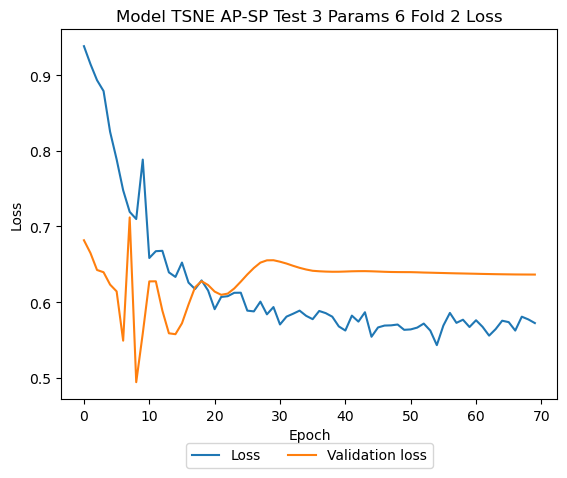 Model TSNE AP-SP Test 3 Params 6 Fold 2 Loss
0.9
0.8
0.7
0.6
0.5
Loss
0 10 20 30 40 50 60 70
Epoch
Loss Validation loss